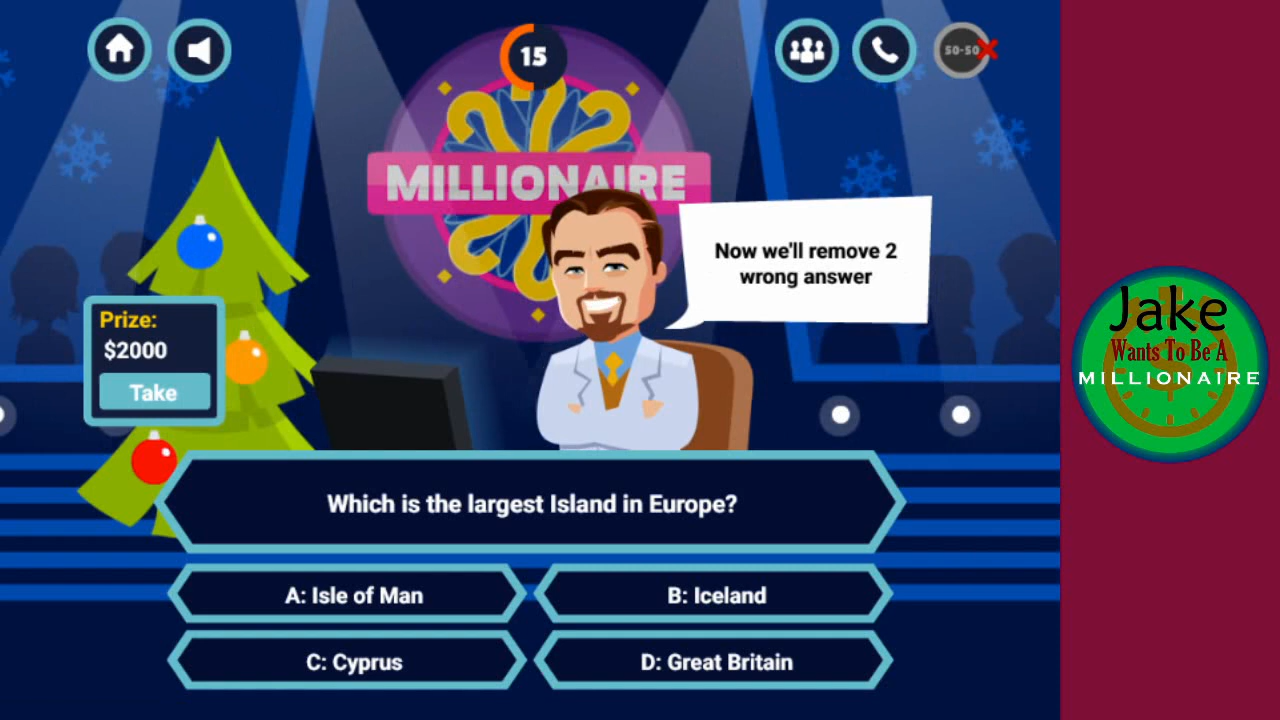 15
50-50
MILLIONAIRE
Now we'll remove 2
wrong answer
Prize:
$2000
Take
Jake
Wants To Be A
MILLIONAIRE
Which is the largest Island in Europe?
A: Isle of Man
B: Iceland
C: Cyprus
D: Great Britain